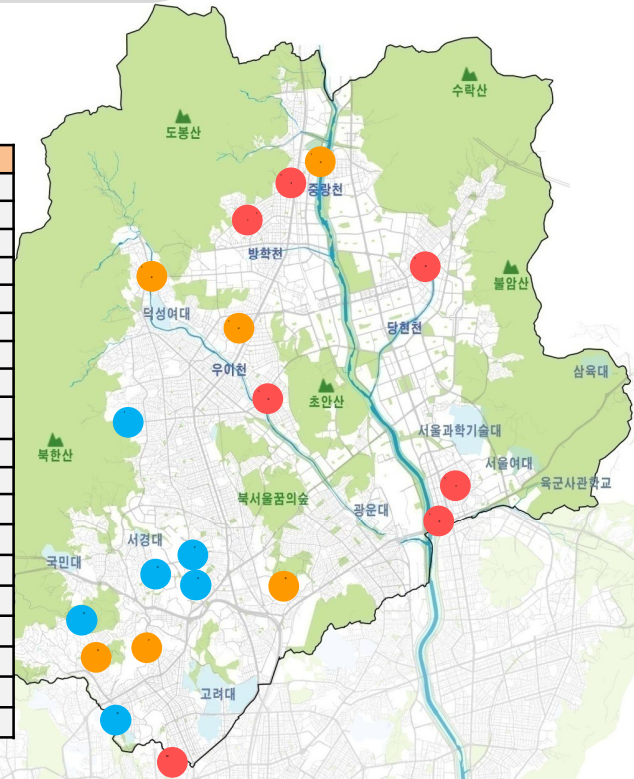 수락산
도봉산
중랑천
방학천
불암산
덕성여대
당현천
우이천
삼육대
초안산
서울과학기술대
북한산
서울여대
육군사관학교
북서울꿈의숲
광운대
서경대
국민대
고려대